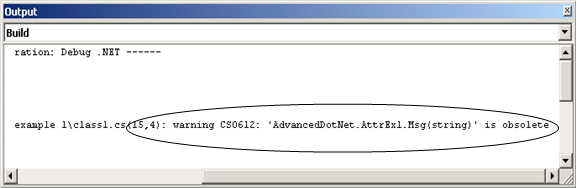 Output
Build
ration: Debug .NET ------
example 1\class1.cs(15,4): warning CS0612: 'AdvancedDotNet.AttrEx1.Msg(string)' is obsolete